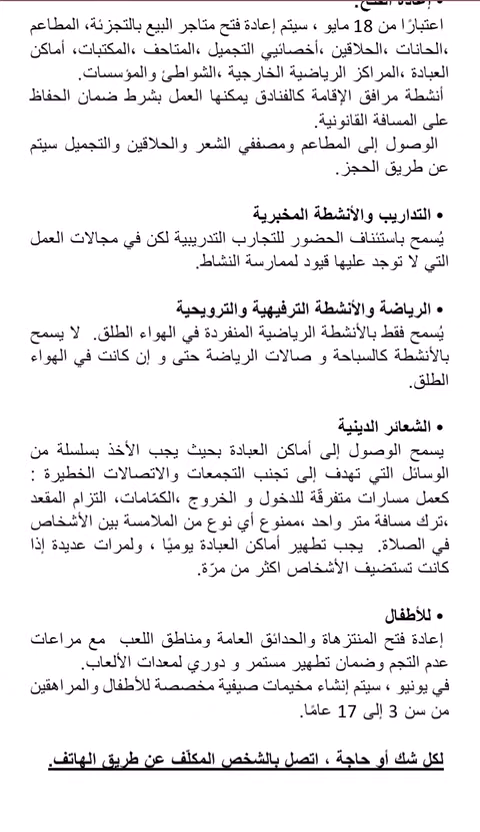 • إعادة الفتح:
اعتبارًا من 18 مايو ، سيتم إعادة فتح متاجر البيع بالتجزئة، المطاعم
،الحانات ،الحلاقين ،أخصائيي التجميل ،المتاحف ،المكتبات، أماكن
العبادة ،المراكز الرياضية الخارجية ،الشواطئ والمؤسسات.
أنشطة مرافق الإقامة كالفنادق يمكنها العمل بشرط ضمان الحفاظ
على المسافة القانونية.
الوصول إلى المطاعم ومصففي الشعر والحلاقين والتجميل سيتم
عن طريق الحجز.
• التداريب والأنشطة المخبرية
يُسمح باستئناف الحضور للتجارب التدريبية لكن في مجالات العمل
التي لا توجد عليها قيود لممارسة النشاط.
• الرياضة والأنشطة الترفيهية والترويحية
يُسمح فقط بالأنشطة الرياضية المنفردة في الهواء الطلق. لا يسمح
بالأنشطة كالسباحة و صالات الرياضة حتى و إن كانت في الهواء
الطلق.
• الشعائر الدينية
يسمح الوصول إلى أماكن العبادة بحيث يجب الأخذ بسلسلة من
الوسائل التي تهدف إلى تجنب التجمعات والاتصالات الخطيرة :
كعمل مسارات متفرقّة للدخول و الخروج ،الكمّامات، التزام المقعد
،ترك مسافة متر واحد ،ممنوع أي نوع من الملامسة بين الأشخاص
في الصلاة. يجب تطهير أماكن العبادة يوميًا ، ولمرات عديدة إذا
كانت تستضيف الأشخاص اكثر من مرّة.
• للأطفال
إعادة فتح المنتزهاة والحدائق العامة ومناطق اللعب مع مراعات
عدم التجم وضمان تطهير مستمر و دوري لمعدات الألعاب.
في يونيو ، سيتم إنشاء مخيمات صيفية مخصصة للأطفال والمراهقين
من سن 3 إلى 17 عامًا.
لكل شك أو حاجة ، اتصل بالشخص المكلّف عن طريق الهاتف.